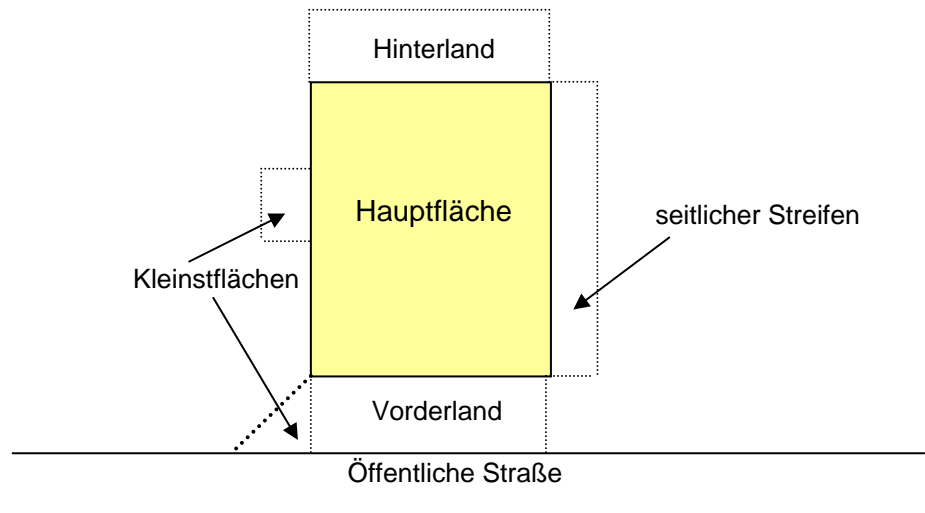 Hinterland
Hauptfläche
seitlicher Streifen
Kleinstflächen
Vorderland
Öffentliche Straße